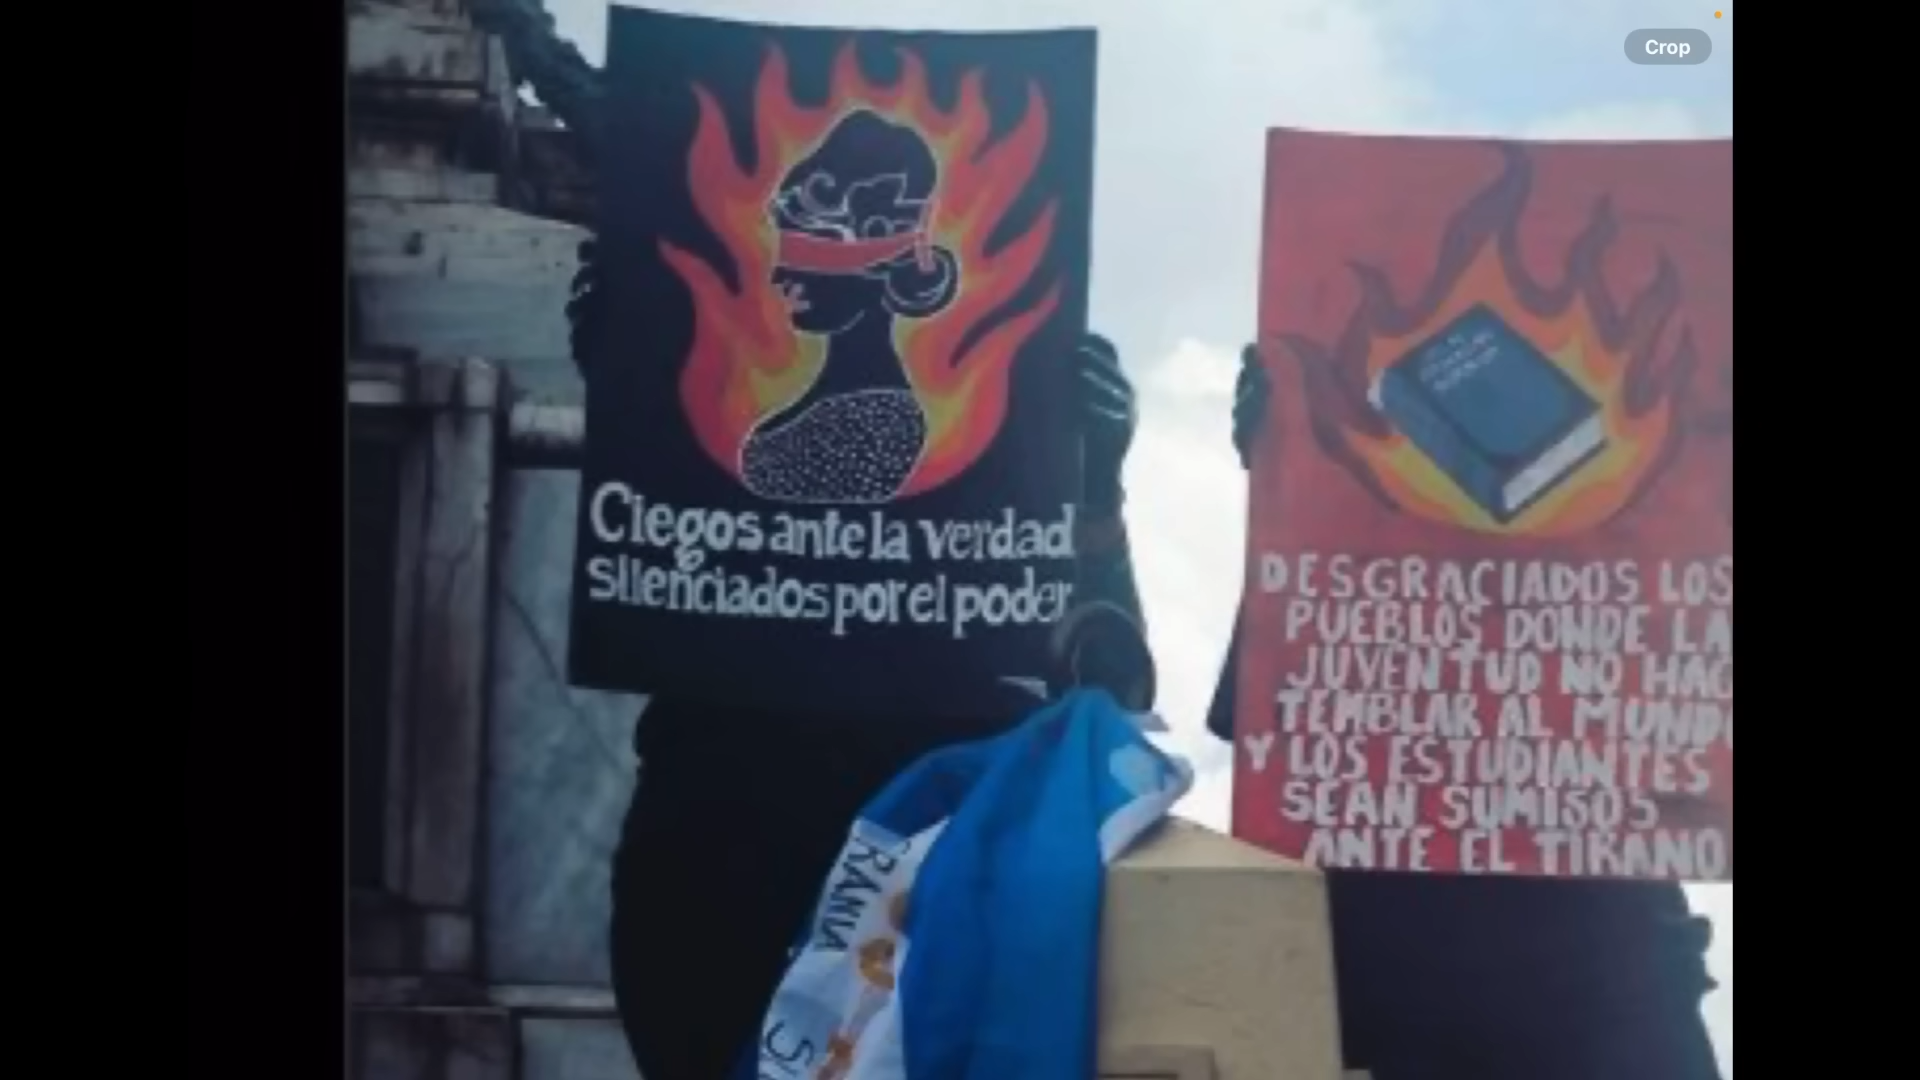 Crop
Ciegos ante la verdad
silenciados por el poder
DESGRACIADOS LOS
PUEBLOS DONDE LA
JUVENTUD NO HAG
TEMBLAR AL MUNDO
Y LOS ESTUDIANTES
SEAN SUMISOS
ANTE EL TIRANO